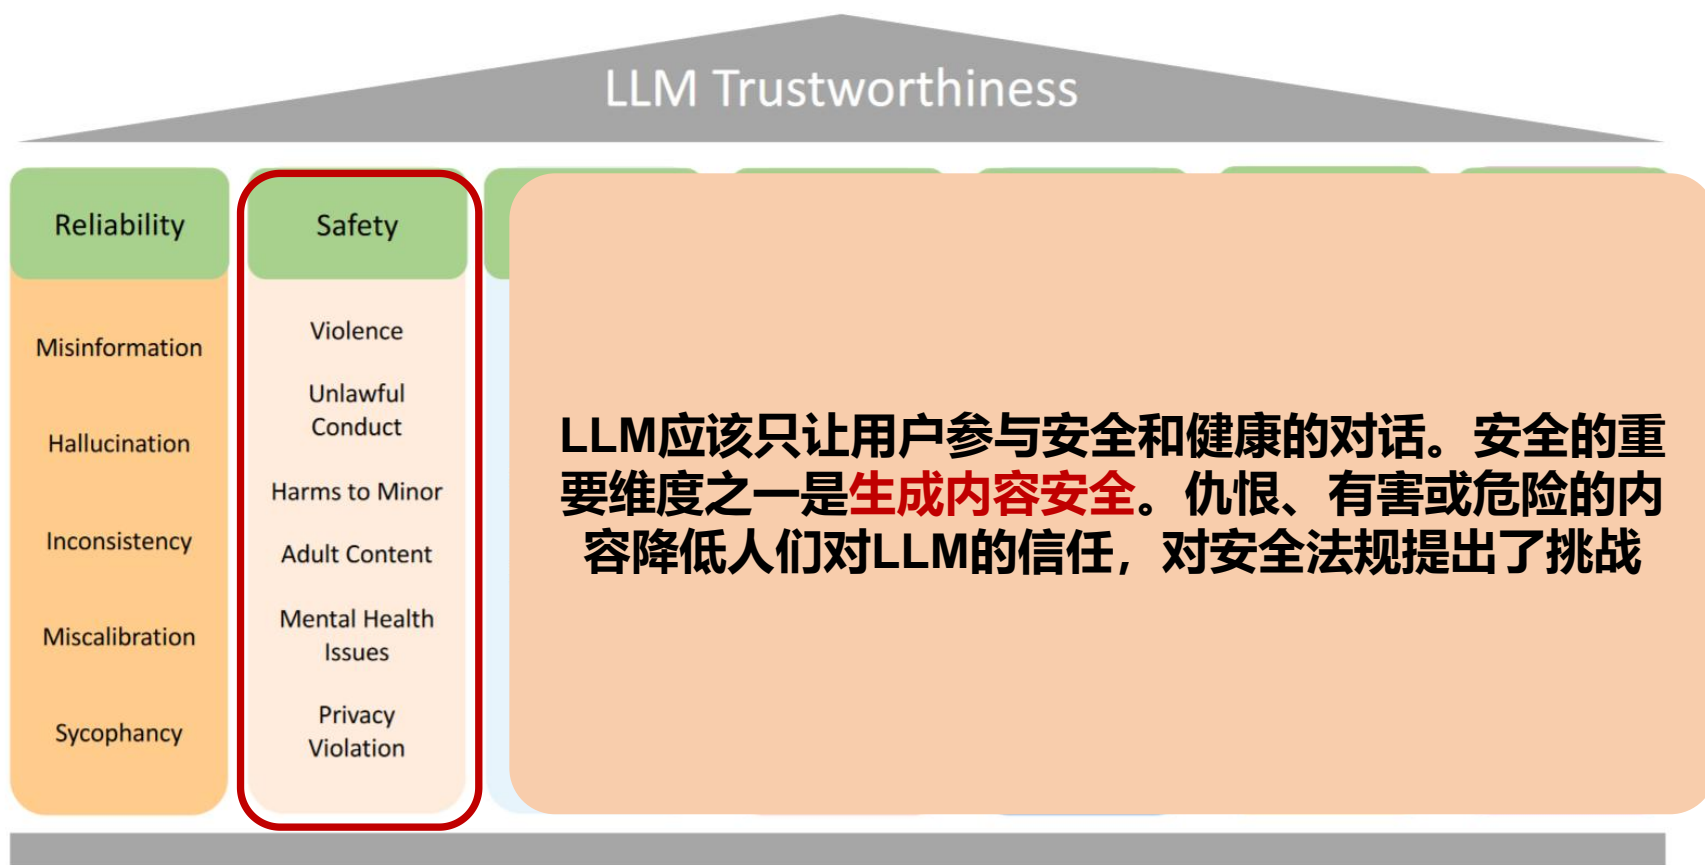 LLM Trustworthiness
Reliability
Misinformation
Hallucination
Inconsistency
Miscalibration
Sycophancy
Safety
Violence
Unlawful
Conduct
Harms to Minor
Adult Content
Mental Health
Issues
Privacy
Violation
LLM应该只让用户参与安全和健康的对话。安全的重
要维度之一是生成内容安全。仇恨、有害或危险的内
容降低人们对LLM的信任，对安全法规提出了挑战